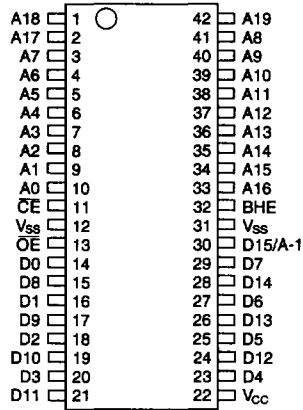 A18 1 42 A19
A17 2 41 A8
A7 3 40 A9
A6 4 39 A10
A5 5 38 A11
A4 6 37 A12
A3 7 36 A13
A2 8 35 A14
A1 9 34 A15
A0 10 33 A16
CE 11 32 BHE
VSS 12 31 VSS
OE 13 30 D15/A-1
D0 14 29 D7
D8 15 28 D14
D1 16 27 D6
D9 17 26 D13
D2 18 25 D5
D10 19 24 D12
D3 20 23 D4
D11 21 22 VCC